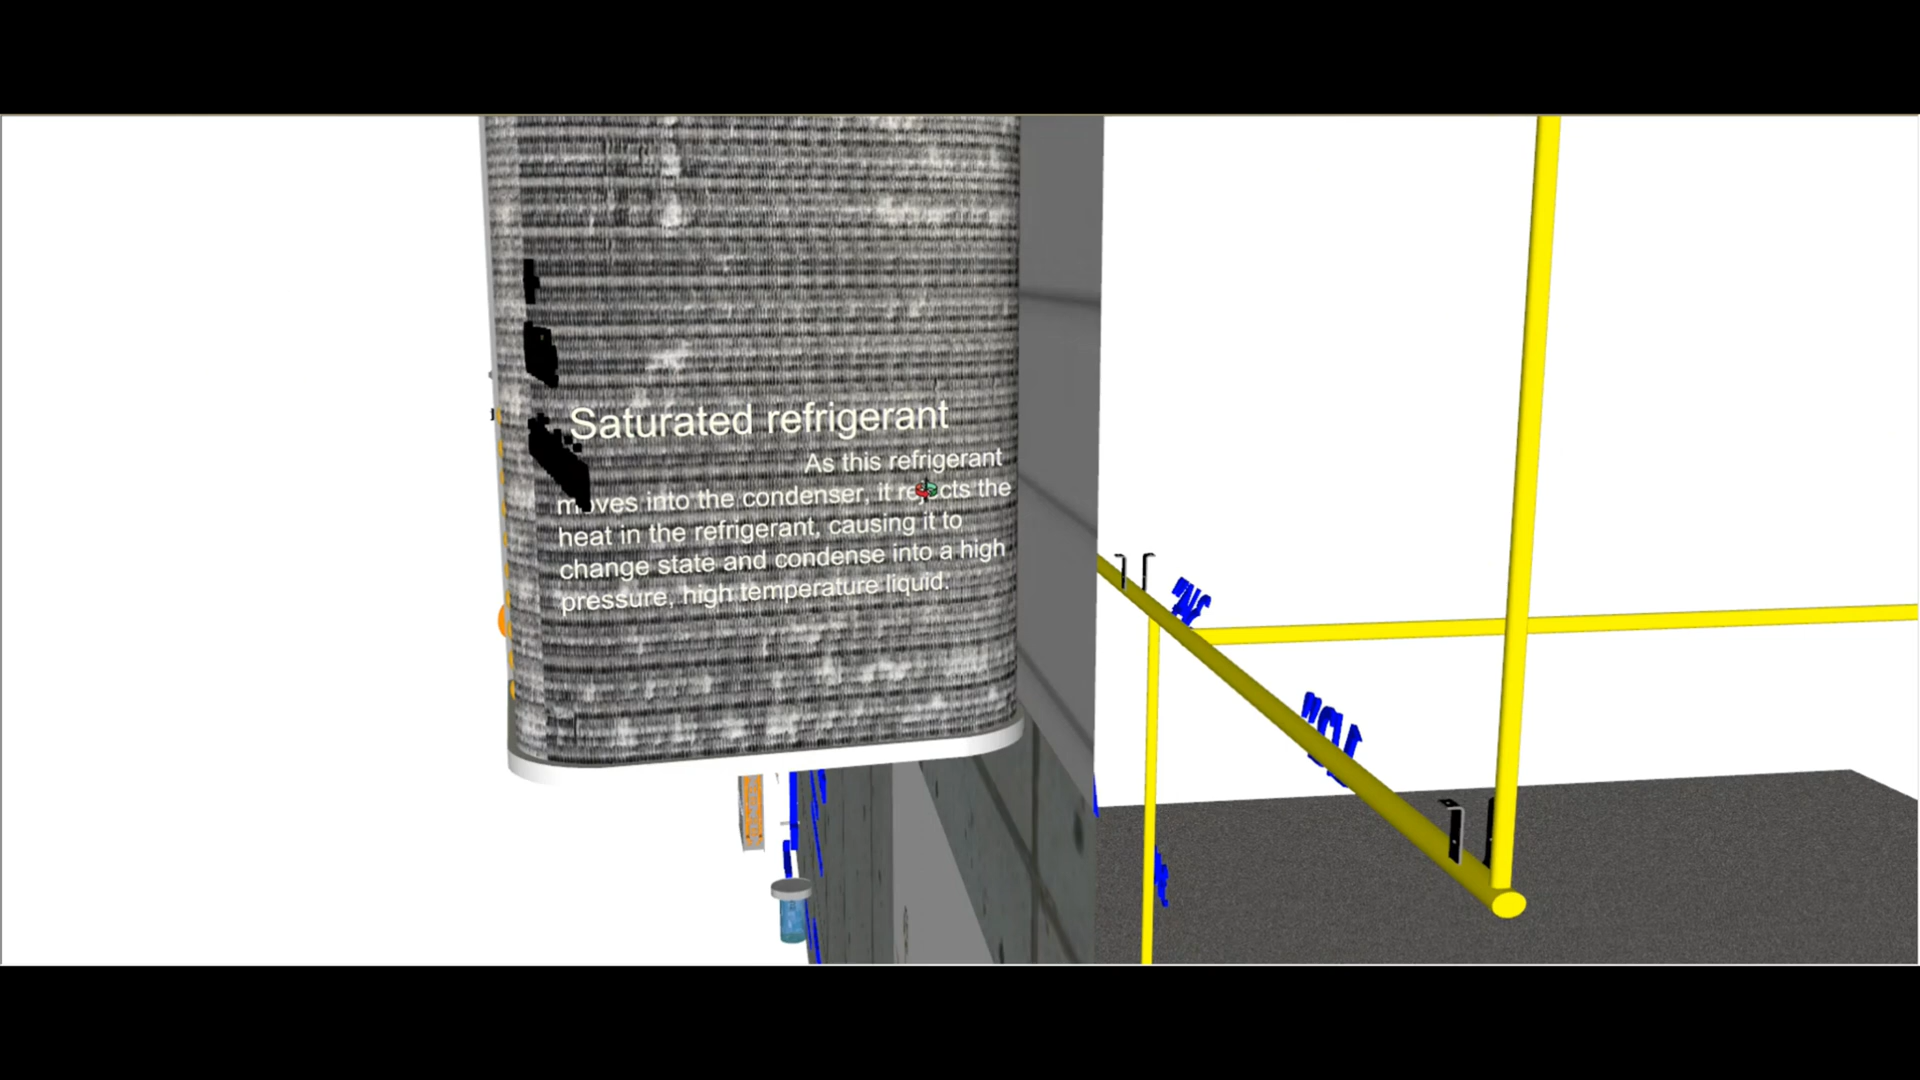 Saturated refrigerant
As this refrigerant
moves into the condenser, it rejects the
heat in the refrigerant, causing it to
change state and condense into a high
pressure, high temperature liquid.